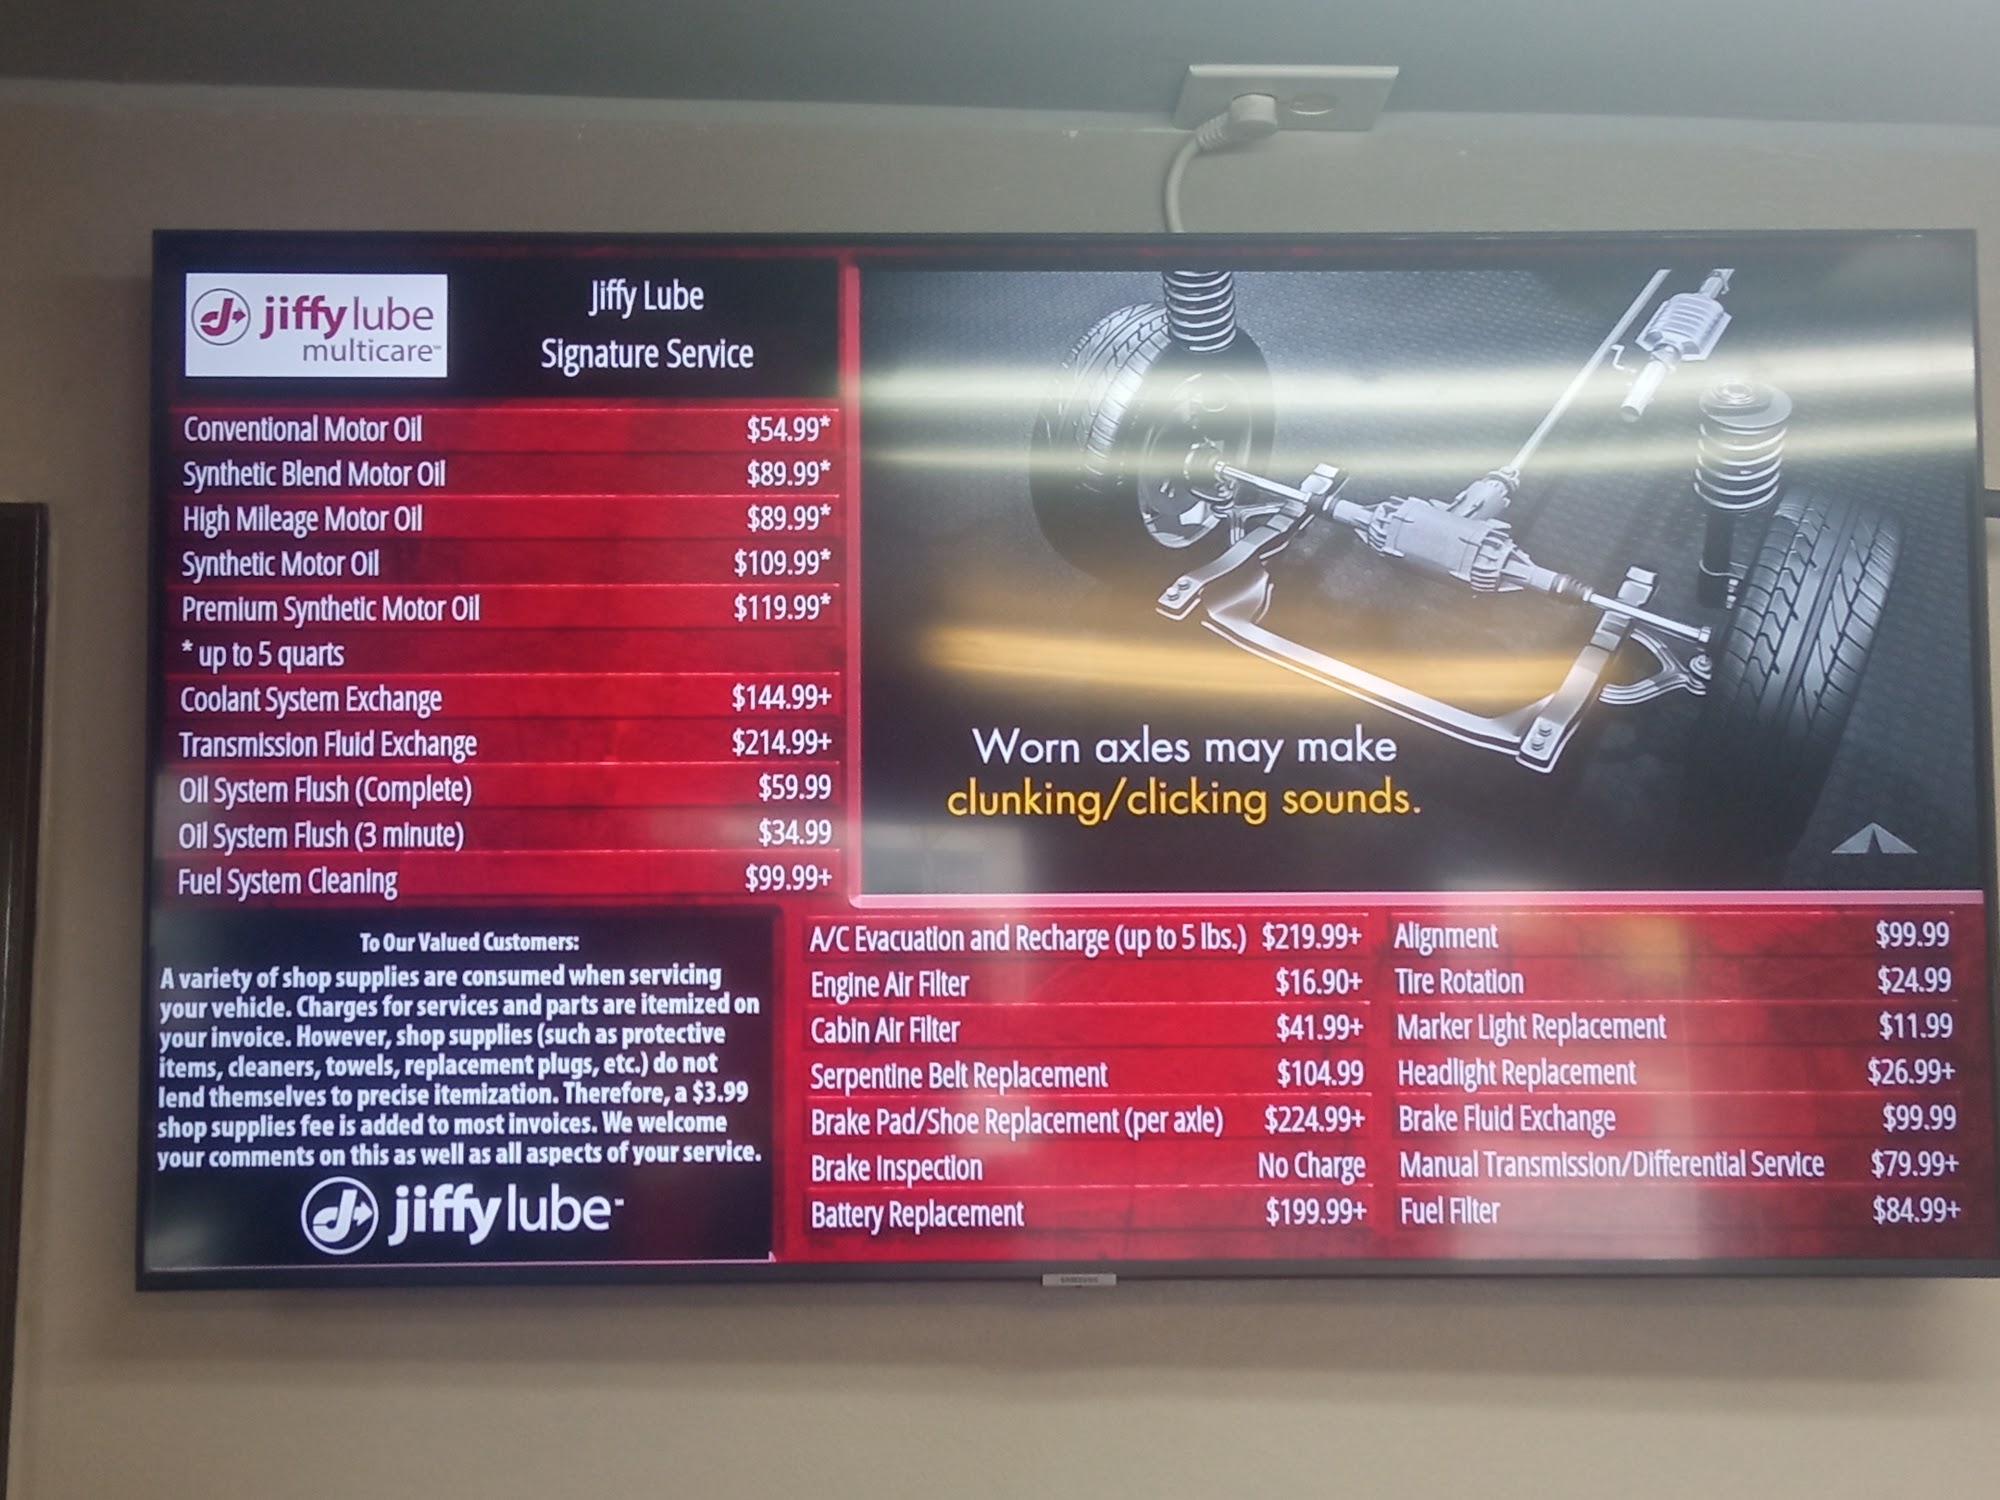 jiffylube
multicare™
Jiffy Lube
Signature Service
Conventional Motor Oil $54.99*
Synthetic Blend Motor Oil $89.99*
High Mileage Motor Oil $89.99*
Synthetic Motor Oil $109.99*
Premium Synthetic Motor Oil $119.99*
* up to 5 quarts
Coolant System Exchange $144.99+
Transmission Fluid Exchange $214.99+
Oil System Flush (Complete) $59.99
Oil System Flush (3 minute) $34.99
Fuel System Cleaning $99.99+
Worn axles may make
clunking/clicking sounds.
To Our Valued Customers:
A variety of shop supplies are consumed when servicing
your vehicle. Charges for services and parts are itemized on
your invoice. However, shop supplies (such as protective
items, cleaners, towels, replacement plugs, etc.) do not
lend themselves to precise itemization. Therefore, a $3.99
shop supplies fee is added to most invoices. We welcome
your comments on this as well as all aspects of your service.
jiffylube™
A/C Evacuation and Recharge (up to 5 lbs.) $219.99+
Engine Air Filter $16.90+
Cabin Air Filter $41.99+
Serpentine Belt Replacement $104.99
Brake Pad/Shoe Replacement (per axle) $224.99+
Brake Inspection No Charge
Battery Replacement $199.99+
Alignment $99.99
Tire Rotation $24.99
Marker Light Replacement $11.99
Headlight Replacement $26.99+
Brake Fluid Exchange $99.99
Manual Transmission/Differential Service $79.99+
Fuel Filter $84.99+
SAMSUNG